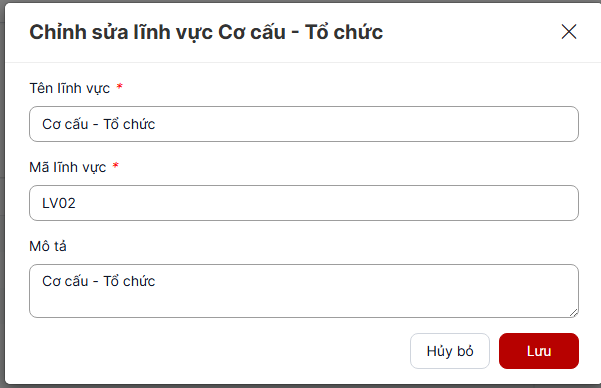 Chỉnh sửa lĩnh vực Cơ cấu - Tổ chức
Tên lĩnh vực *
Cơ cấu - Tổ chức
Mã lĩnh vực *
LV02
Mô tả
Cơ cấu - Tổ chức
Hủy bỏ
Lưu